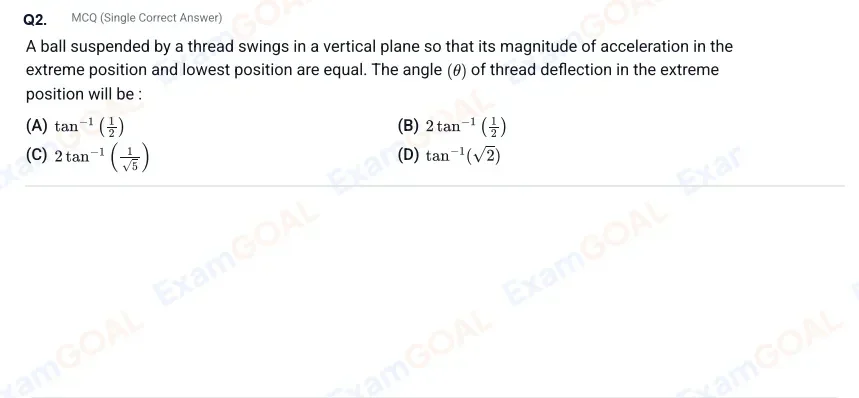 Q2. MCQ (Single Correct Answer)
A ball suspended by a thread swings in a vertical plane so that its magnitude of acceleration in the
extreme position and lowest position are equal. The angle (θ) of thread deflection in the extreme
position will be :
(A) tan⁻¹ (1/2) (B) 2 tan⁻¹ (1/2)
(C) 2 tan⁻¹ (1/√5) (D) tan⁻¹(√2)
ExamGOAL ExamGOAL
ExamGOAL ExamGOAL ExamGOAL